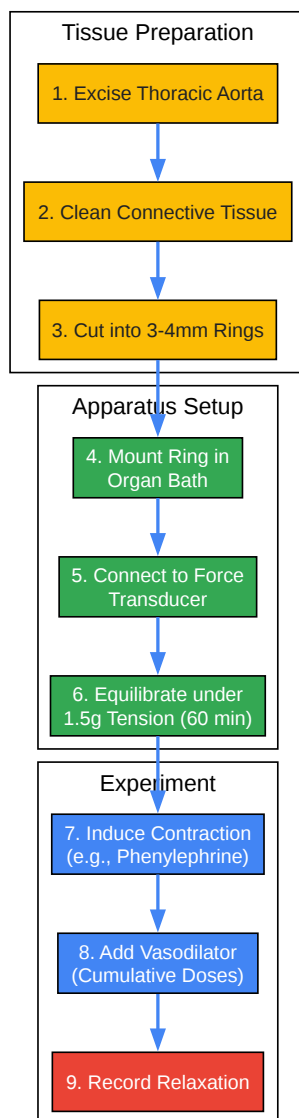 Tissue Preparation
1. Excise Thoracic Aorta
2. Clean Connective Tissue
3. Cut into 3-4mm Rings
Apparatus Setup
4. Mount Ring in
Organ Bath
5. Connect to Force
Transducer
6. Equilibrate under
1.5g Tension (60 min)
Experiment
7. Induce Contraction
(e.g., Phenylephrine)
8. Add Vasodilator
(Cumulative Doses)
9. Record Relaxation